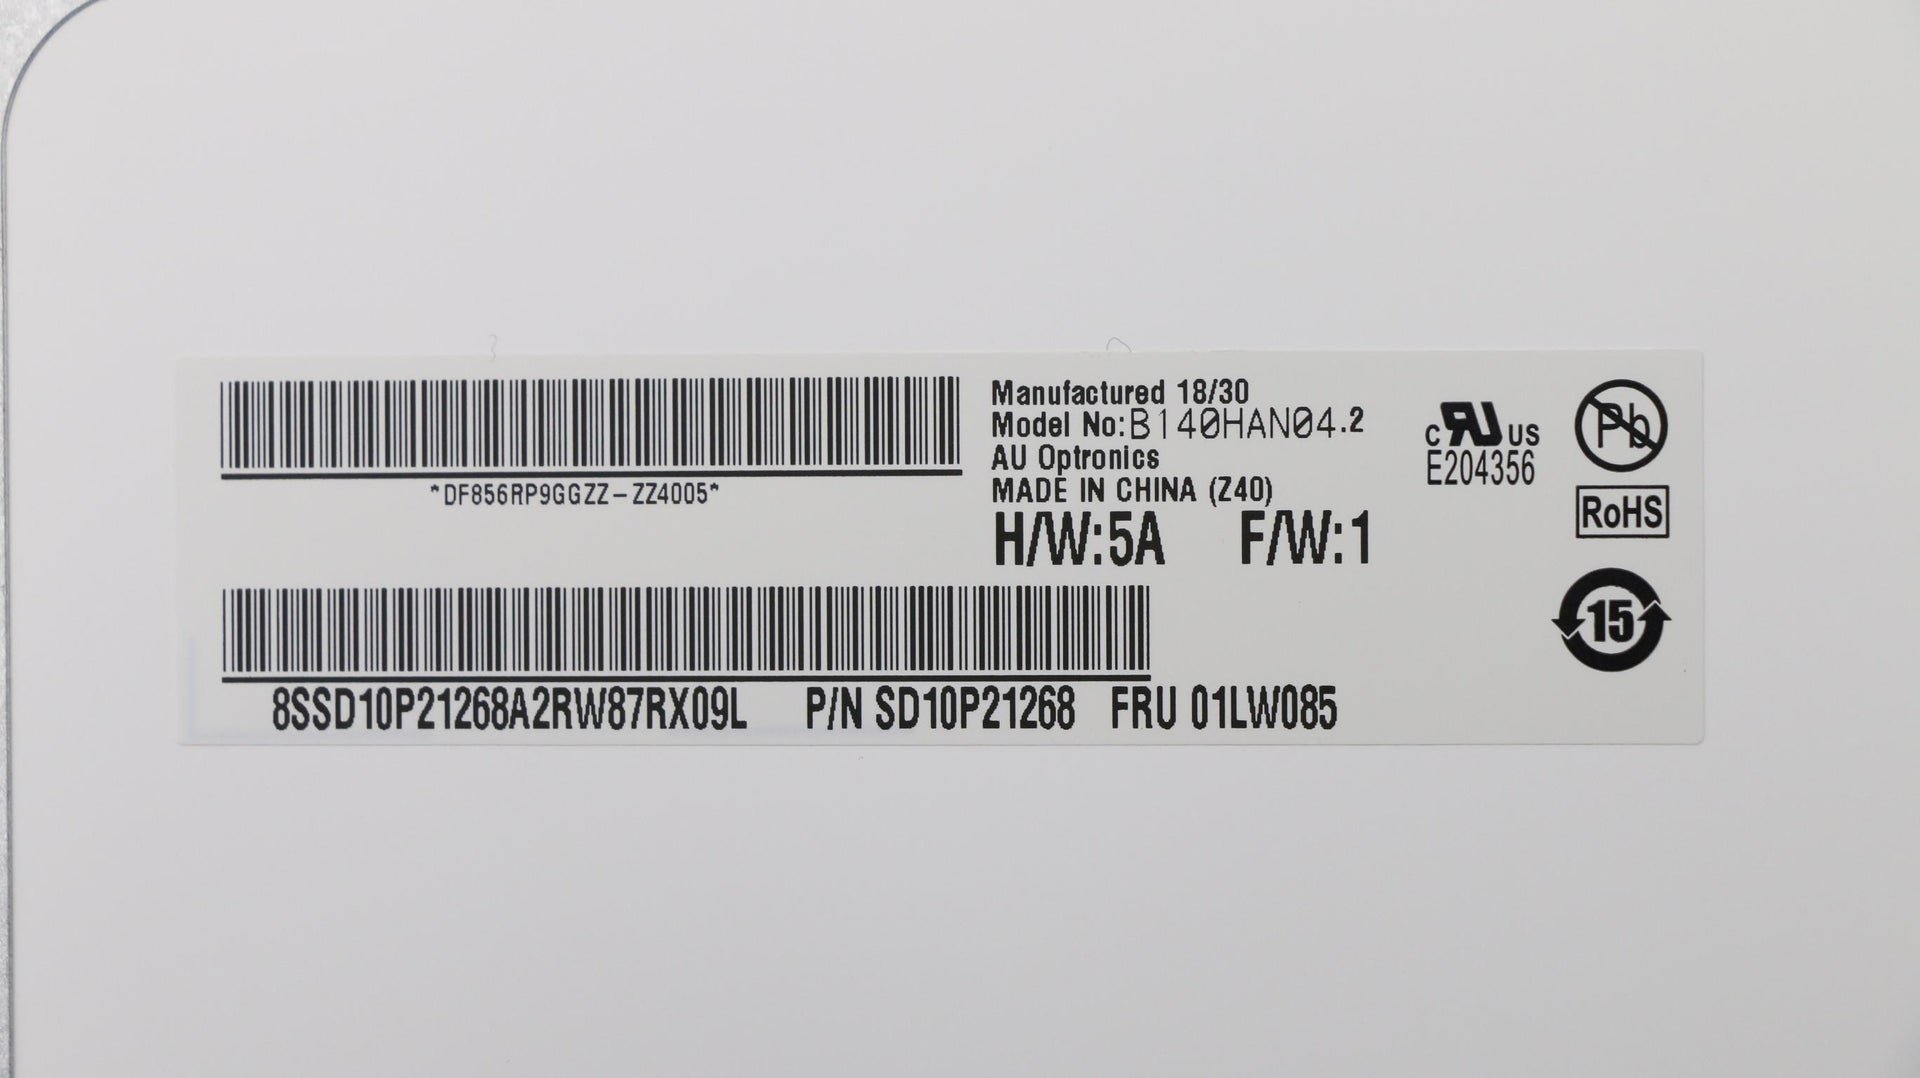 *DF856RP9GGZZ-ZZ4005*
Manufactured 18/30
Model No:B140HAN04.2
AU Optronics
MADE IN CHINA (Z40)
H/W:5A F/W:1
c RU US
E204356
Pb
RoHS
15
8SSD10P21268A2RW87RX09L P/N SD10P21268 FRU 01LW085